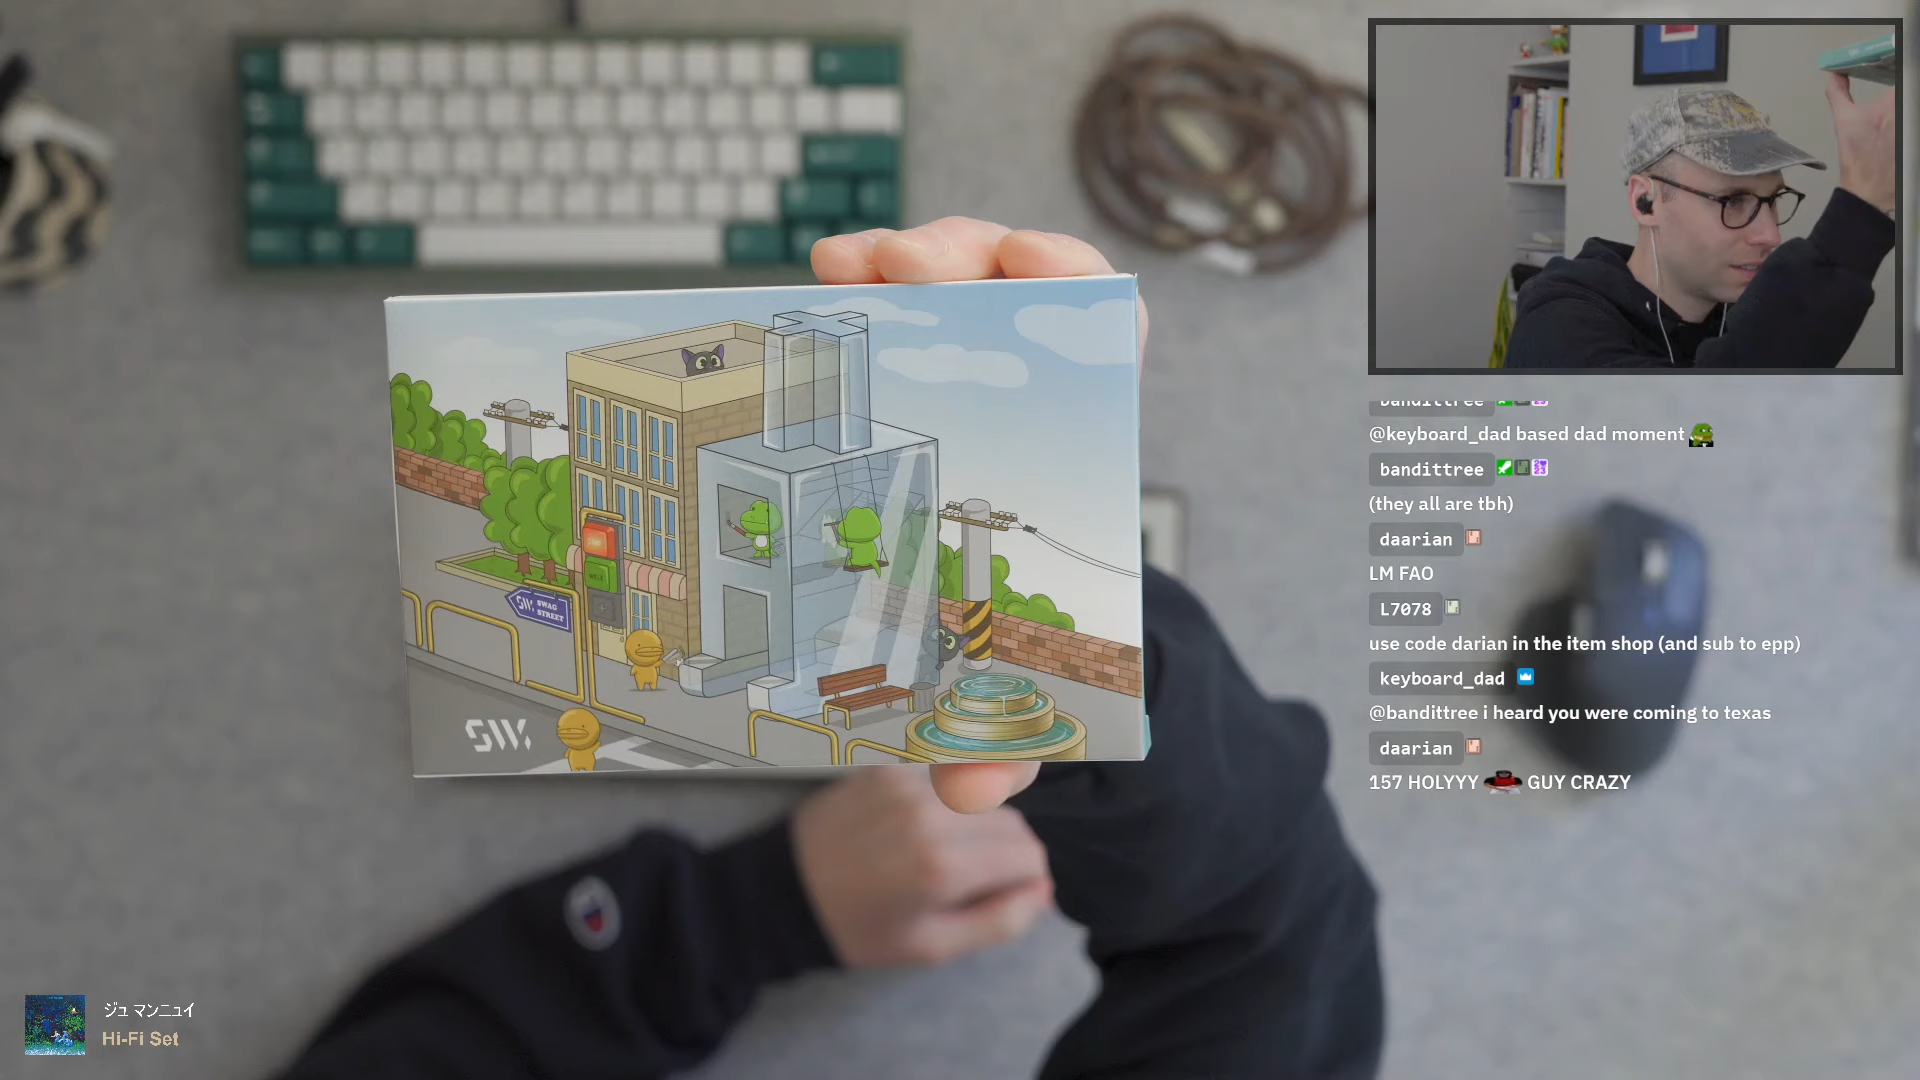 SW.
SWAG
STREET
SW.
bandittree
@keyboard_dad based dad moment
bandittree
(they all are tbh)
daarian
LM FAO
L7078
use code darian in the item shop (and sub to epp)
keyboard_dad
@bandittree i heard you were coming to texas
daarian
157 HOLYYY GUY CRAZY
ジュ マンニュイ
Hi-Fi Set